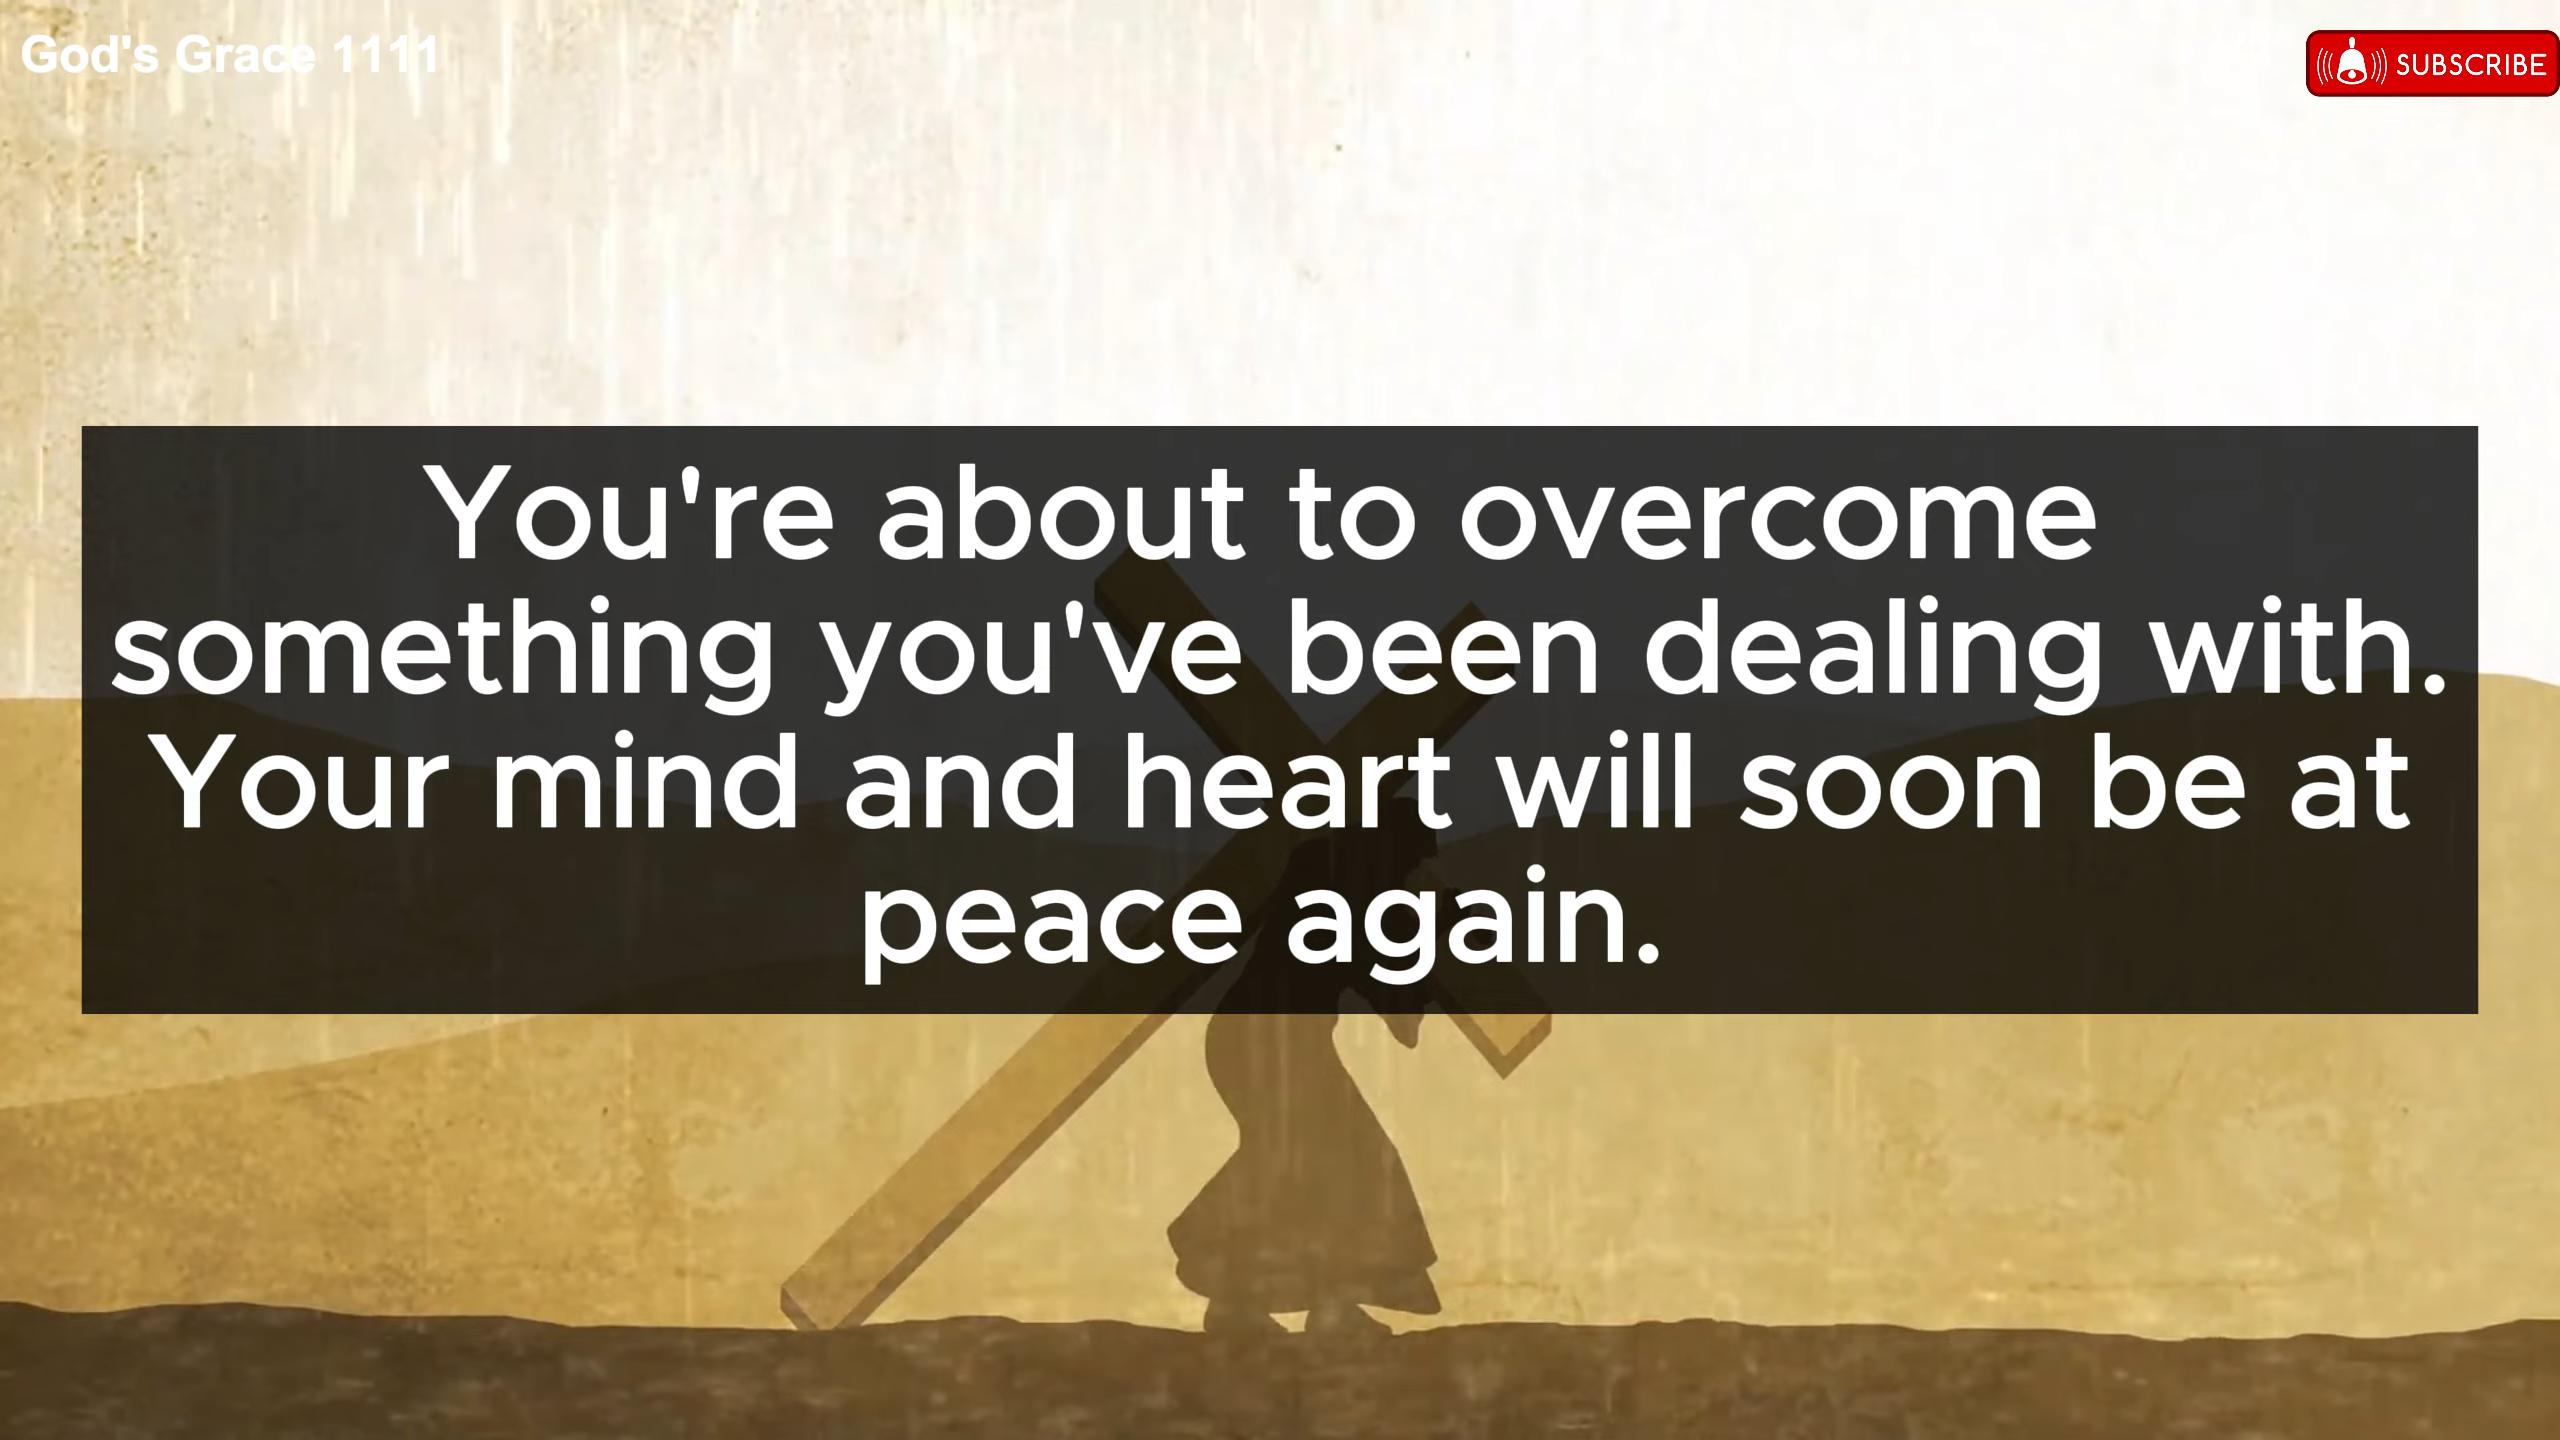 God's Grace 1111
SUBSCRIBE
You're about to overcome
something you've been dealing with.
Your mind and heart will soon be at
peace again.